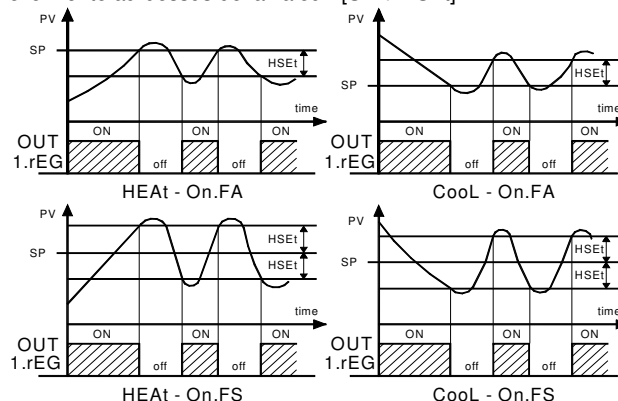 PV
SP
HSEt
time
ON
ON
ON
OUT
1.rEG
off
off
HEAt - On.FA
PV
HSEt
SP
time
ON
ON
ON
OUT
1.rEG
off
off
CooL - On.FA
PV
HSEt
SP
HSEt
time
ON
ON
ON
OUT
1.rEG
off
off
HEAt - On.FS
PV
HSEt
SP
HSEt
time
ON
ON
ON
OUT
1.rEG
off
off
CooL - On.FS